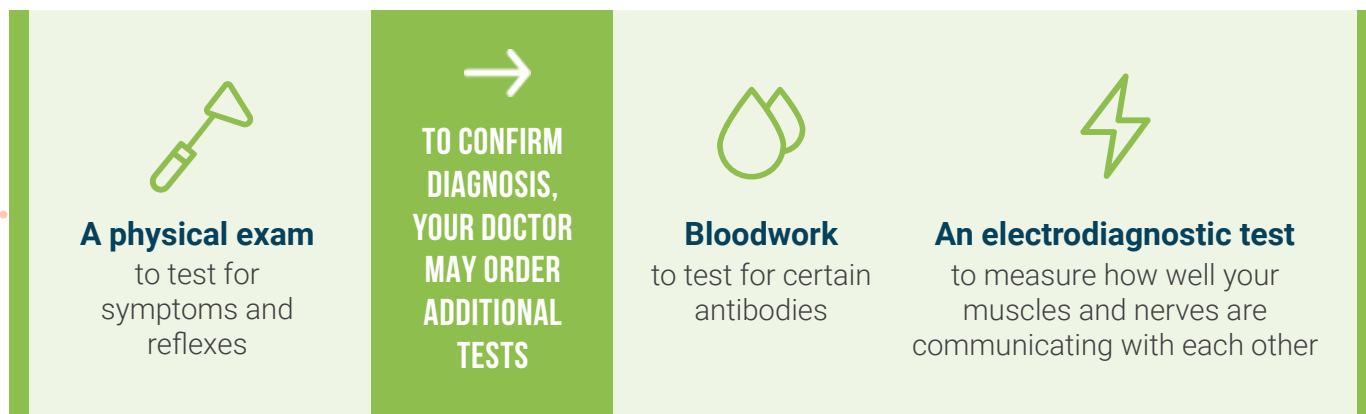 A physical exam
to test for
symptoms and
reflexes
TO CONFIRM
DIAGNOSIS,
YOUR DOCTOR
MAY ORDER
ADDITIONAL
TESTS
Bloodwork
to test for certain
antibodies
An electrodiagnostic test
to measure how well your
muscles and nerves are
communicating with each other